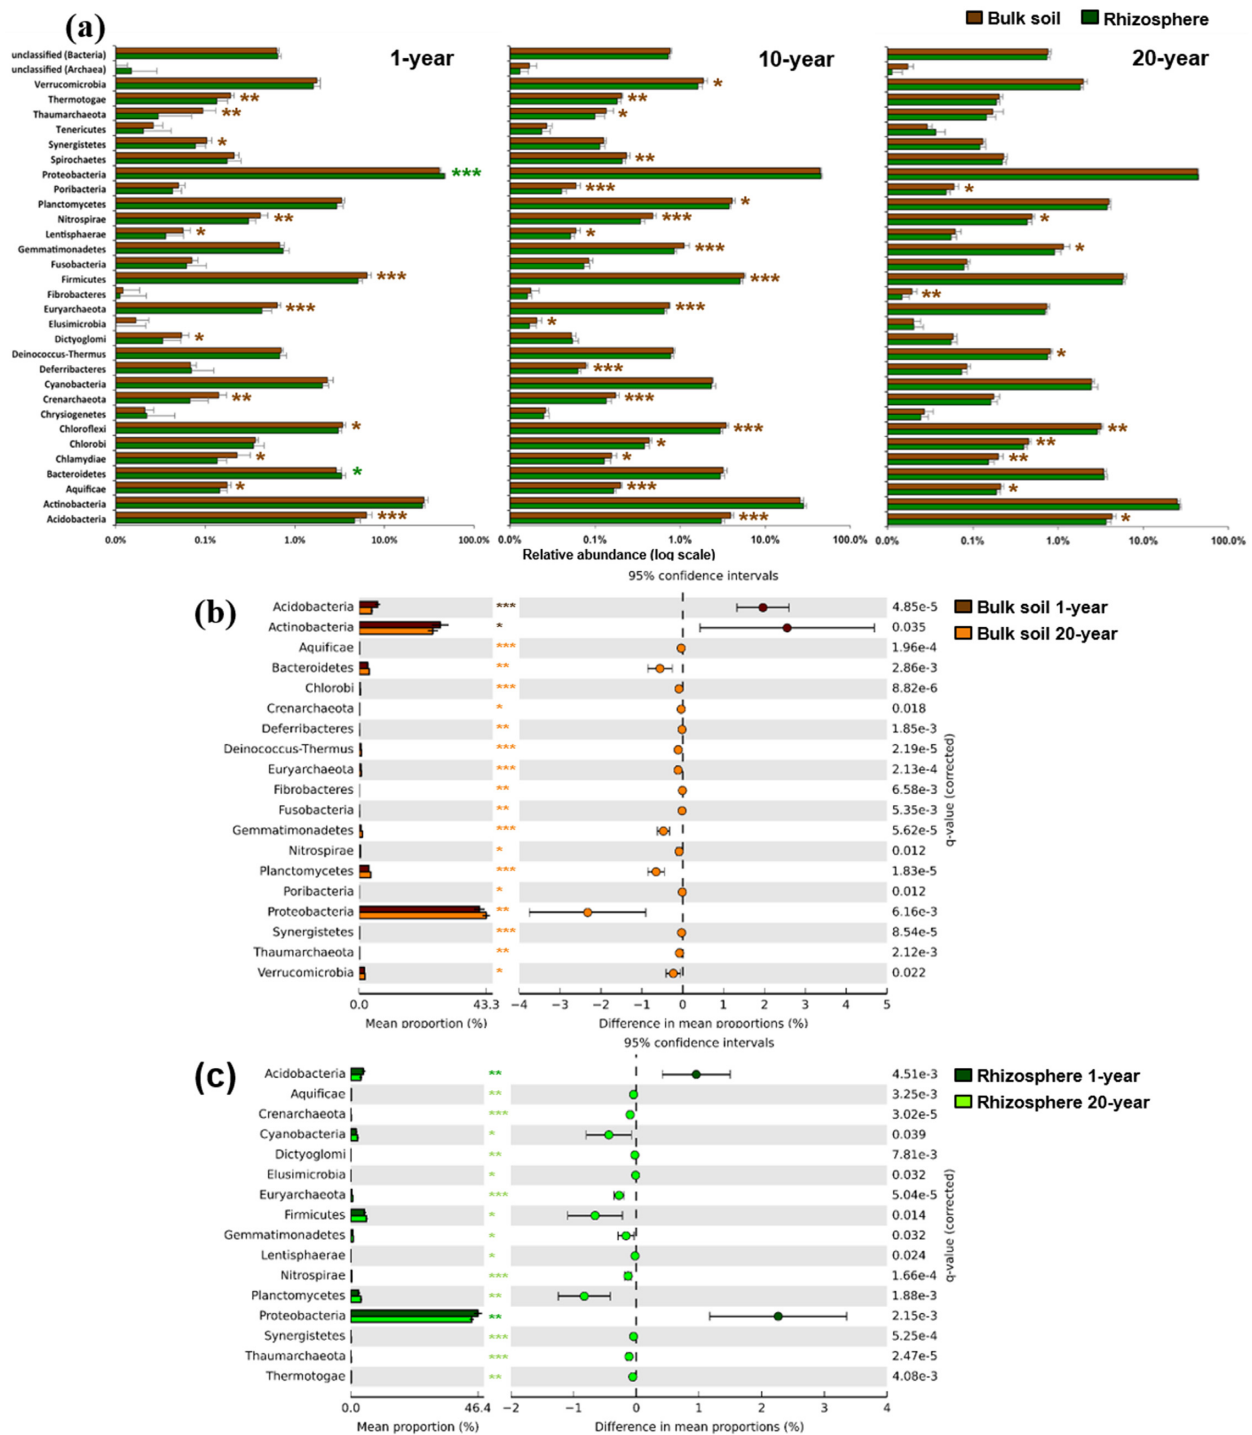 (a)
Bulk soil Rhizosphere
1-year 10-year 20-year
unclassified (Bacteria)
unclassified (Archaea)
Verrucomicrobia *
Thermotogae ** **
Thaumarchaeota ** *
Tenericutes
Synergistetes *
Spirochaetes **
Proteobacteria ***
Poribacteria *** *
Planctomycetes *
Nitrospirae ** *** *
Lentisphaerae * *
Gemmatimonadetes *** *
Fusobacteria
Firmicutes *** ***
Fibrobacteres **
Euryarchaeota *** ***
Elusimicrobia *
Dictyoglomi *
Deinococcus-Thermus *
Deferribacteres ***
Cyanobacteria
Crenarchaeota ** ***
Chrysiogenetes
Chloroflexi * *** **
Chlorobi * **
Chlamydiae * * **
Bacteroidetes *
Aquificae * *** *
Actinobacteria
Acidobacteria *** *** *
0.0% 0.1% 1.0% 10.0% 100.0% 0.0% 0.1% 1.0% 10.0% 100.0% 0.0% 0.1% 1.0% 10.0% 100.0%
Relative abundance (log scale)
95% confidence intervals
(b)
Bulk soil 1-year
Bulk soil 20-year
Acidobacteria *** 4.85e-5
Actinobacteria * 0.035
Aquificae *** 1.96e-4
Bacteroidetes ** 2.86e-3
Chlorobi *** 8.82e-6
Crenarchaeota * 0.018
Deferribacteres ** 1.85e-3
Deinococcus-Thermus *** 2.19e-5
Euryarchaeota *** 2.13e-4
Fibrobacteres ** 6.58e-3
Fusobacteria ** 5.35e-3
Gemmatimonadetes *** 5.62e-5
Nitrospirae * 0.012
Planctomycetes *** 1.83e-5
Poribacteria * 0.012
Proteobacteria ** 6.16e-3
Synergistetes *** 8.54e-5
Thaumarchaeota ** 2.12e-3
Verrucomicrobia * 0.022
q-value (corrected)
0.0 43.3 −4 −3 −2 −1 0 1 2 3 4 5
Mean proportion (%) Difference in mean proportions (%)
95% confidence intervals
(c)
Rhizosphere 1-year
Rhizosphere 20-year
Acidobacteria ** 4.51e-3
Aquificae ** 3.25e-3
Crenarchaeota *** 3.02e-5
Cyanobacteria * 0.039
Dictyoglomi ** 7.81e-3
Elusimicrobia * 0.032
Euryarchaeota *** 5.04e-5
Firmicutes * 0.014
Gemmatimonadetes * 0.032
Lentisphaerae * 0.024
Nitrospirae *** 1.66e-4
Planctomycetes ** 1.88e-3
Proteobacteria ** 2.15e-3
Synergistetes *** 5.25e-4
Thaumarchaeota *** 2.47e-5
Thermotogae ** 4.08e-3
q-value (corrected)
0.0 46.4 −2 −1 0 1 2 3 4
Mean proportion (%) Difference in mean proportions (%)